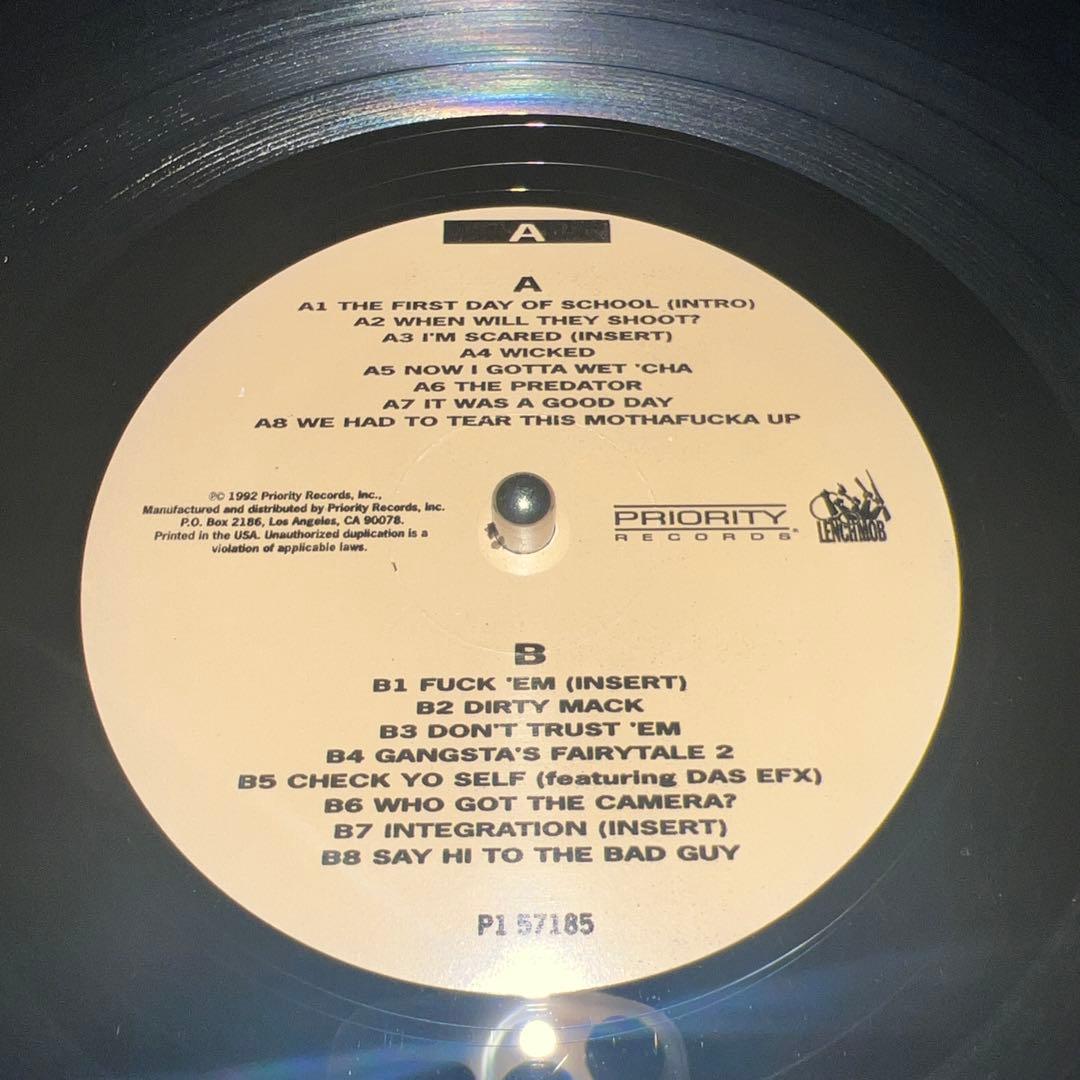 A
A
A1 THE FIRST DAY OF SCHOOL (INTRO)
A2 WHEN WILL THEY SHOOT?
A3 I'M SCARED (INSERT)
A4 WICKED
A5 NOW I GOTTA WET 'CHA
A6 THE PREDATOR
A7 IT WAS A GOOD DAY
A8 WE HAD TO TEAR THIS MOTHAFUCKA UP
℗© 1992 Priority Records, Inc.,
Manufactured and distributed by Priority Records, Inc.
P.O. Box 2186, Los Angeles, CA 90078.
Printed in the USA. Unauthorized duplication is a
violation of applicable laws.
PRIORITY
RECORDS®
LENCH MOB
B
B1 FUCK 'EM (INSERT)
B2 DIRTY MACK
B3 DON'T TRUST 'EM
B4 GANGSTA'S FAIRYTALE 2
B5 CHECK YO SELF (featuring DAS EFX)
B6 WHO GOT THE CAMERA?
B7 INTEGRATION (INSERT)
B8 SAY HI TO THE BAD GUY
P1 57185